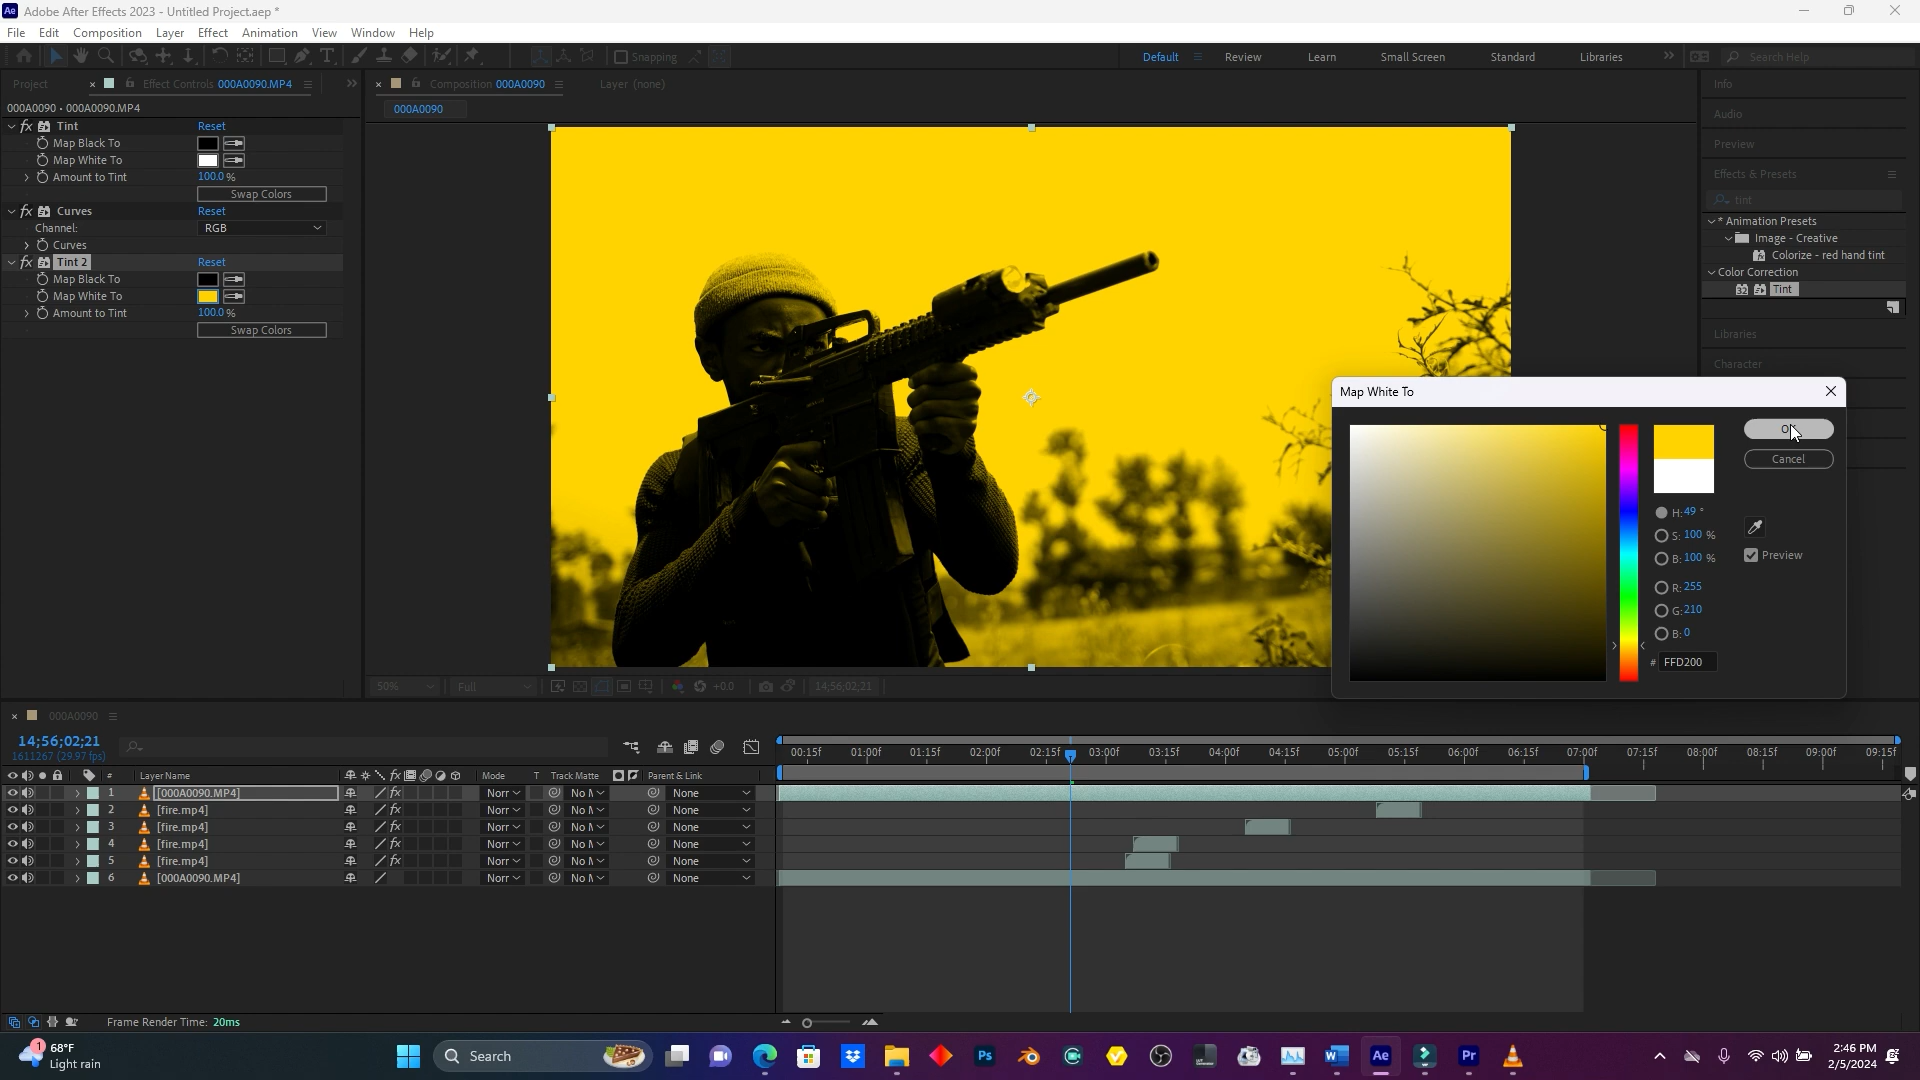 Ae Adobe After Effects 2023 - Untitled Project.aep *
File Edit Composition Layer Effect Animation View Window Help
Snapping Default Review Learn Small Screen Standard Libraries Search Help
Project Effect Controls 000A0090.MP4 Composition 000A0090 Layer (none) Info
000A0090 • 000A0090.MP4
000A0090
Audio
Tint Reset
Map Black To
Map White To
Amount to Tint 100.0 %
Swap Colors
Curves Reset
Channel: RGB
Curves
Tint 2 Reset
Map Black To
Map White To
Amount to Tint 100.0 %
Swap Colors
Preview
Effects & Presets
tint
* Animation Presets
Image - Creative
Colorize - red hand tint
Color Correction
32 Tint
Libraries
Character
Map White To
Cancel
H: 49 °
S: 100 %
B: 100 %
Preview
R: 255
G: 210
B: 0
# FFD200
50% Full +0.0 14;56;02;21
000A0090
14;56;02;21
1611267 (29.97 fps)
00:15f 01:00f 01:15f 02:00f 02:15f 03:00f 03:15f 04:00f 04:15f 05:00f 05:15f 06:00f 06:15f 07:00f 07:15f 08:00f 08:15f 09:00f 09:15f
# Layer Name Mode T Track Matte Parent & Link
1 [000A0090.MP4] Norr No None
2 [fire.mp4] Norr No None
3 [fire.mp4] Norr No None
4 [fire.mp4] Norr No None
5 [fire.mp4] Norr No None
6 [000A0090.MP4] Norr No None
Frame Render Time: 20ms
1 68°F
Light rain
Search
Ps Ae Pr
2:46 PM
2/5/2024